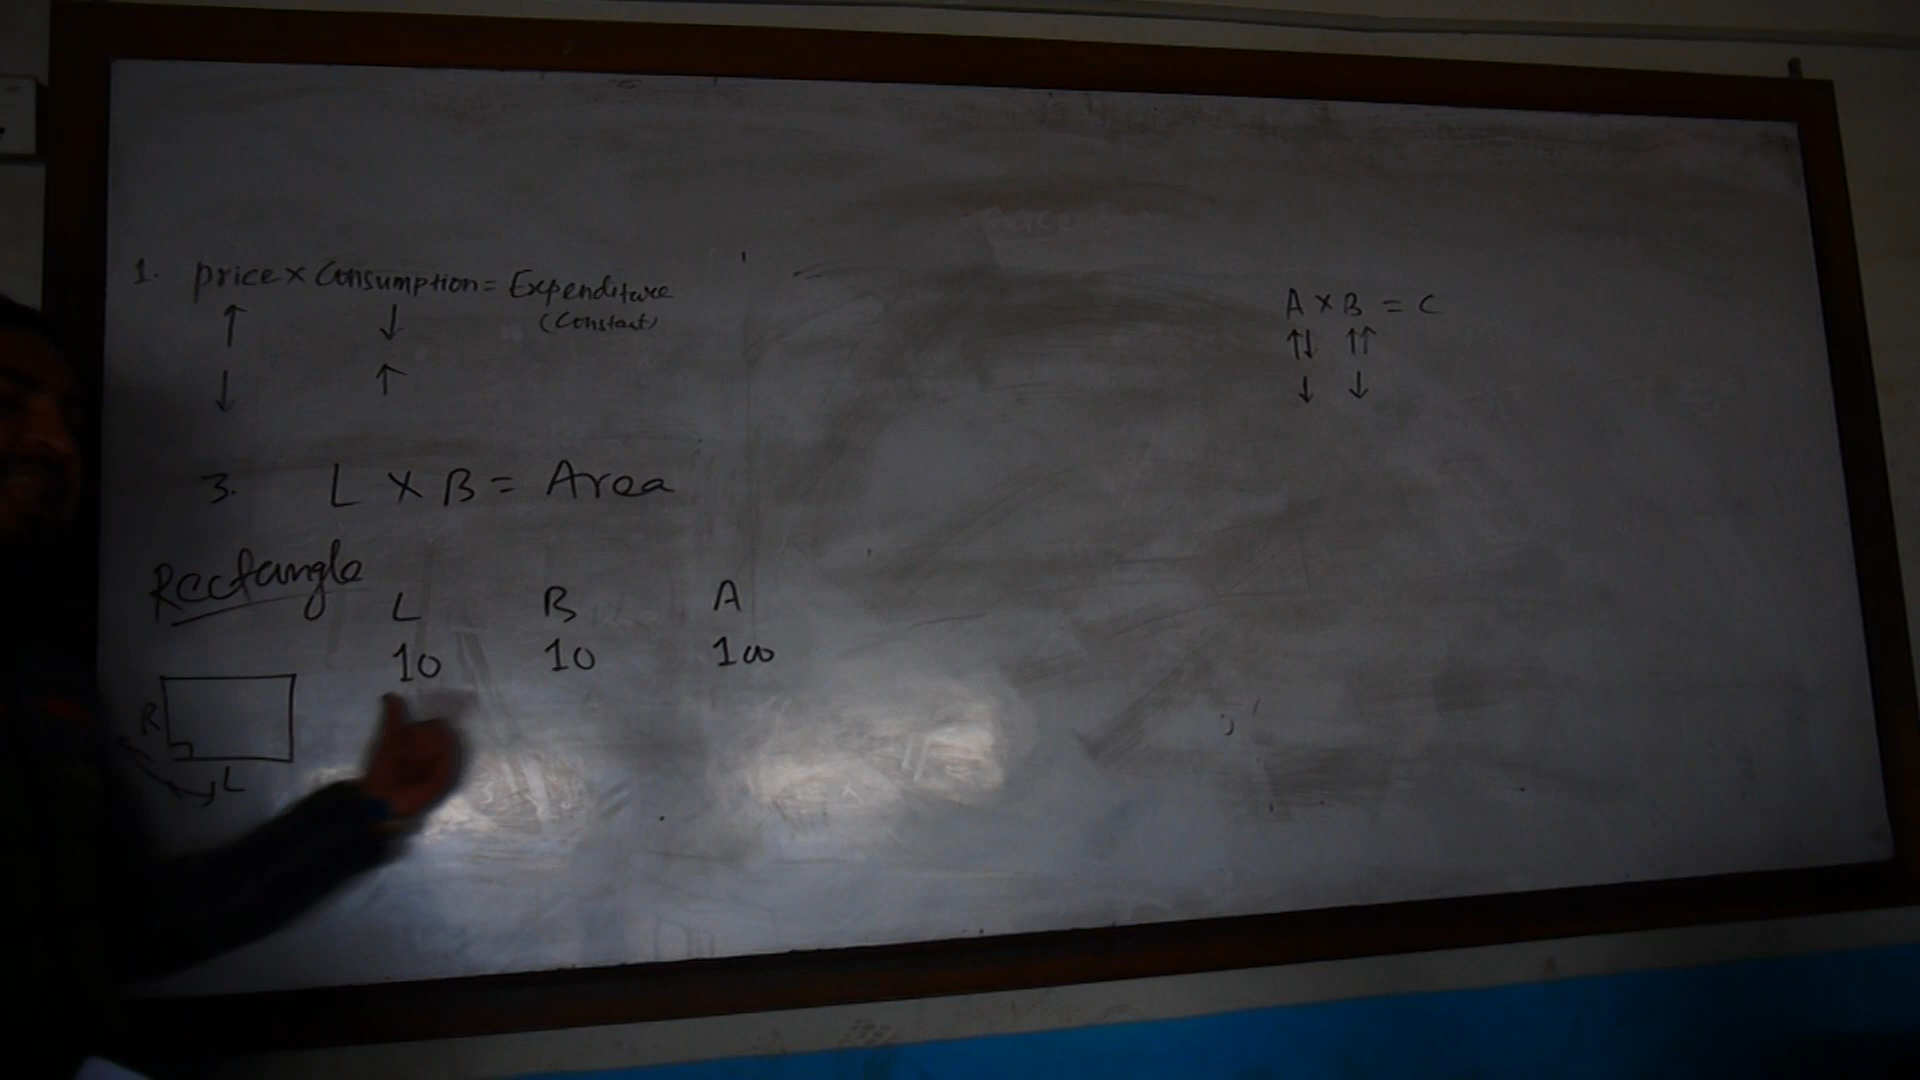 1. price × Consumption = Expenditure
(Constant)
↑ ↓
↓ ↑
A × B = C
↑↓ ↑↑
↓ ↓
3. L × B = Area
Rectangle
L B A
10 10 100
B
L